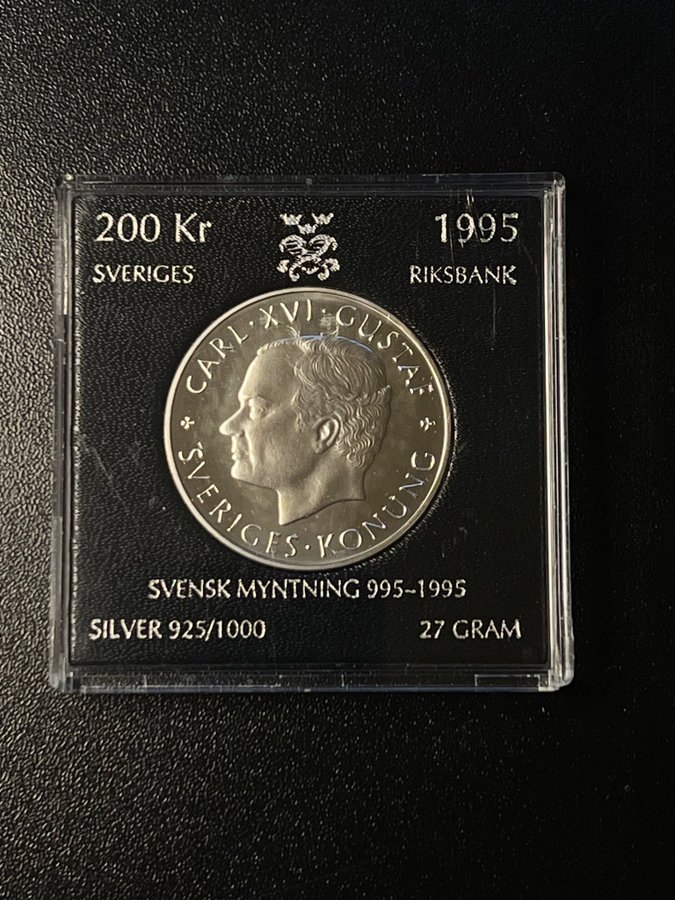 200 Kr 1995
SVERIGES RIKSBANK
CARL·XVI·GUSTAF
SVERIGES·KONUNG
SVENSK MYNTNING 995-1995
SILVER 925/1000 27 GRAM